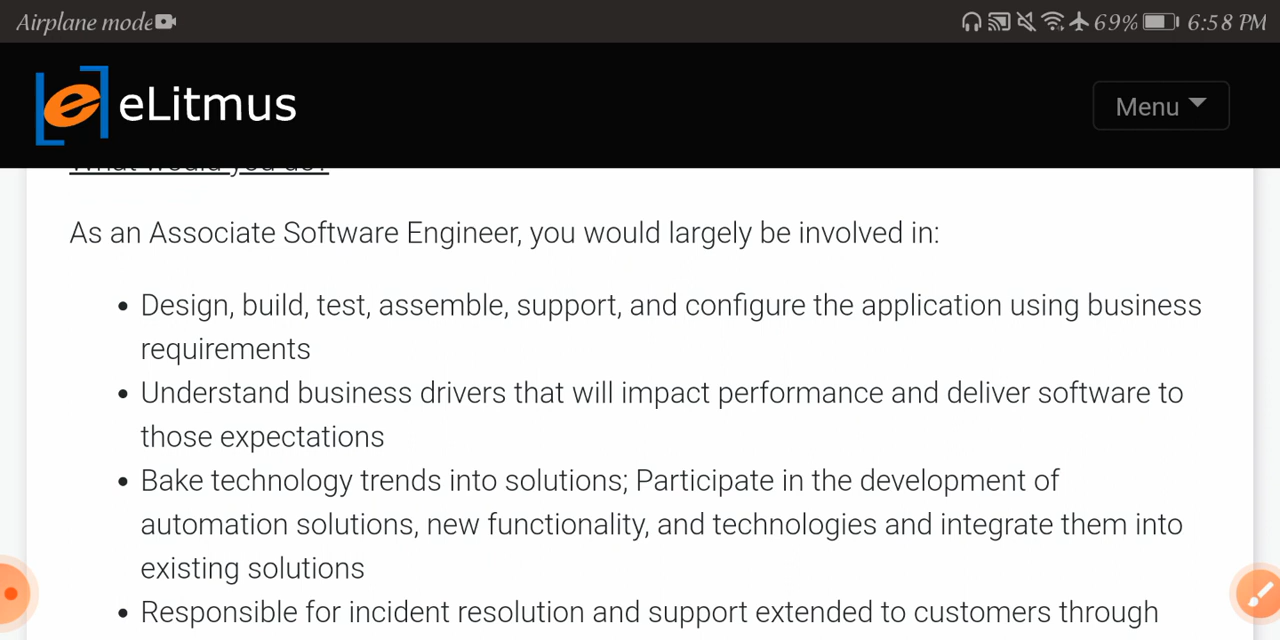 Airplane mode 69% 6:58 PM
eLitmus
Menu
What would you do?
As an Associate Software Engineer, you would largely be involved in:
• Design, build, test, assemble, support, and configure the application using business
requirements
• Understand business drivers that will impact performance and deliver software to
those expectations
• Bake technology trends into solutions; Participate in the development of
automation solutions, new functionality, and technologies and integrate them into
existing solutions
• Responsible for incident resolution and support extended to customers through